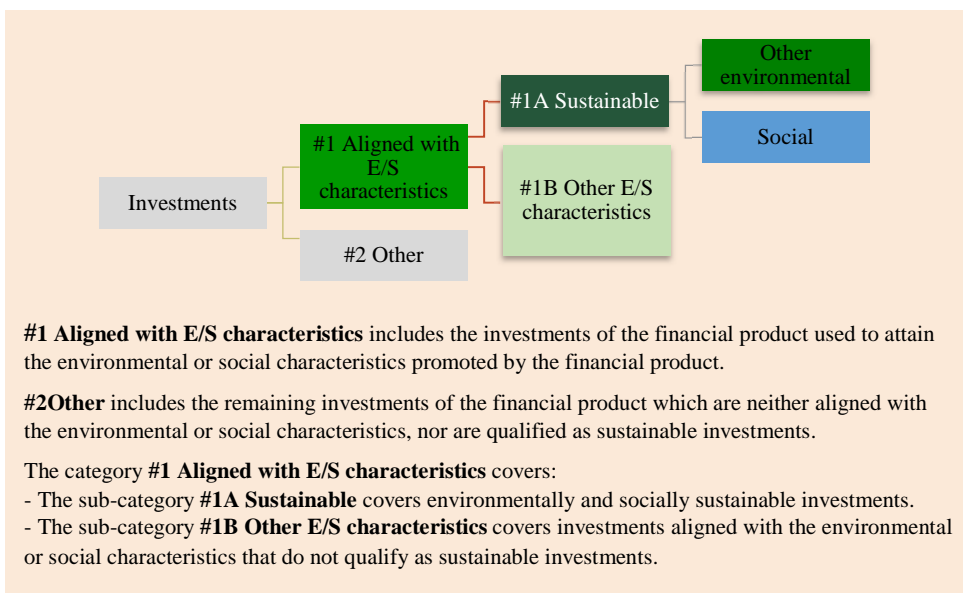 Other
environmental
#1A Sustainable
Social
#1 Aligned with
E/S
characteristics
#1B Other E/S
characteristics
Investments
#2 Other
#1 Aligned with E/S characteristics includes the investments of the financial product used to attain
the environmental or social characteristics promoted by the financial product.
#2Other includes the remaining investments of the financial product which are neither aligned with
the environmental or social characteristics, nor are qualified as sustainable investments.
The category #1 Aligned with E/S characteristics covers:
- The sub-category #1A Sustainable covers environmentally and socially sustainable investments.
- The sub-category #1B Other E/S characteristics covers investments aligned with the environmental
or social characteristics that do not qualify as sustainable investments.